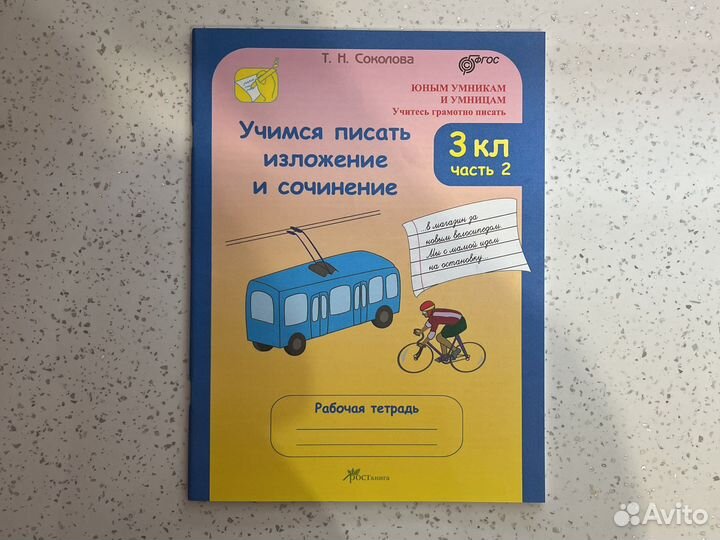 Т. Н. Соколова
ФГОС
ЮНЫМ УМНИКАМ
И УМНИЦАМ
Учитесь грамотно писать
Учимся писать
изложение
и сочинение
3 кл
часть 2
в магазин за
новым велосипедом.
Мы с мамой идём
на остановку.
Рабочая тетрадь
РОСТкнига
Avito